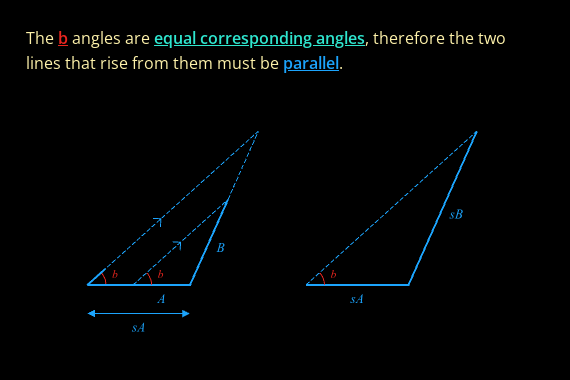 The b angles are equal corresponding angles, therefore the two
lines that rise from them must be parallel.
sB
B
b
b
b
A
sA
sA